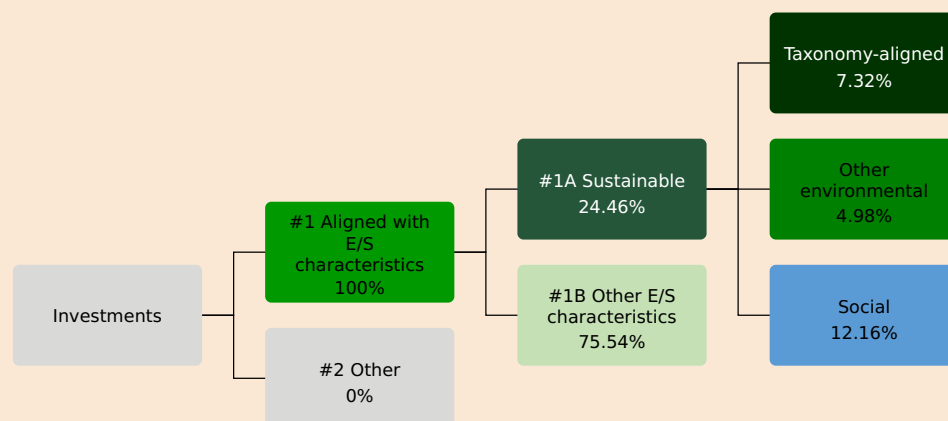 Investments
#1 Aligned with
E/S
characteristics
100%
#2 Other
0%
#1A Sustainable
24.46%
#1B Other E/S
characteristics
75.54%
Taxonomy-aligned
7.32%
Other
environmental
4.98%
Social
12.16%